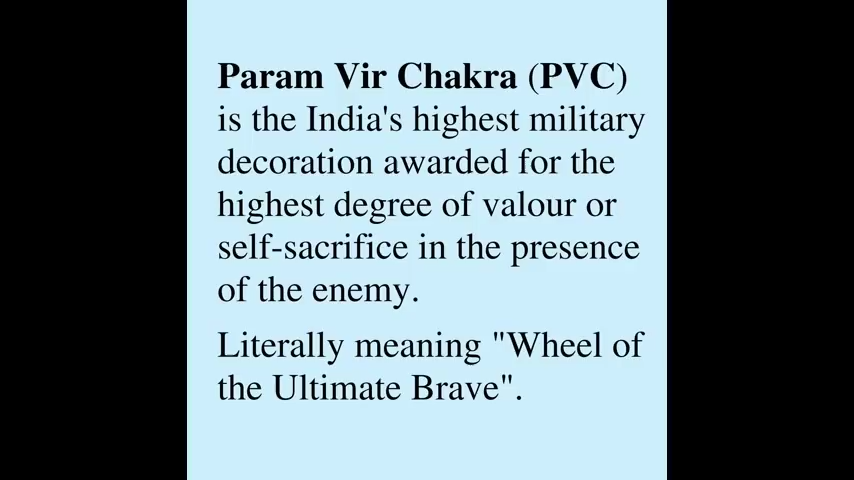 Param Vir Chakra (PVC)
is the India's highest military
decoration awarded for the
highest degree of valour or
self-sacrifice in the presence
of the enemy.
Literally meaning "Wheel of
the Ultimate Brave".